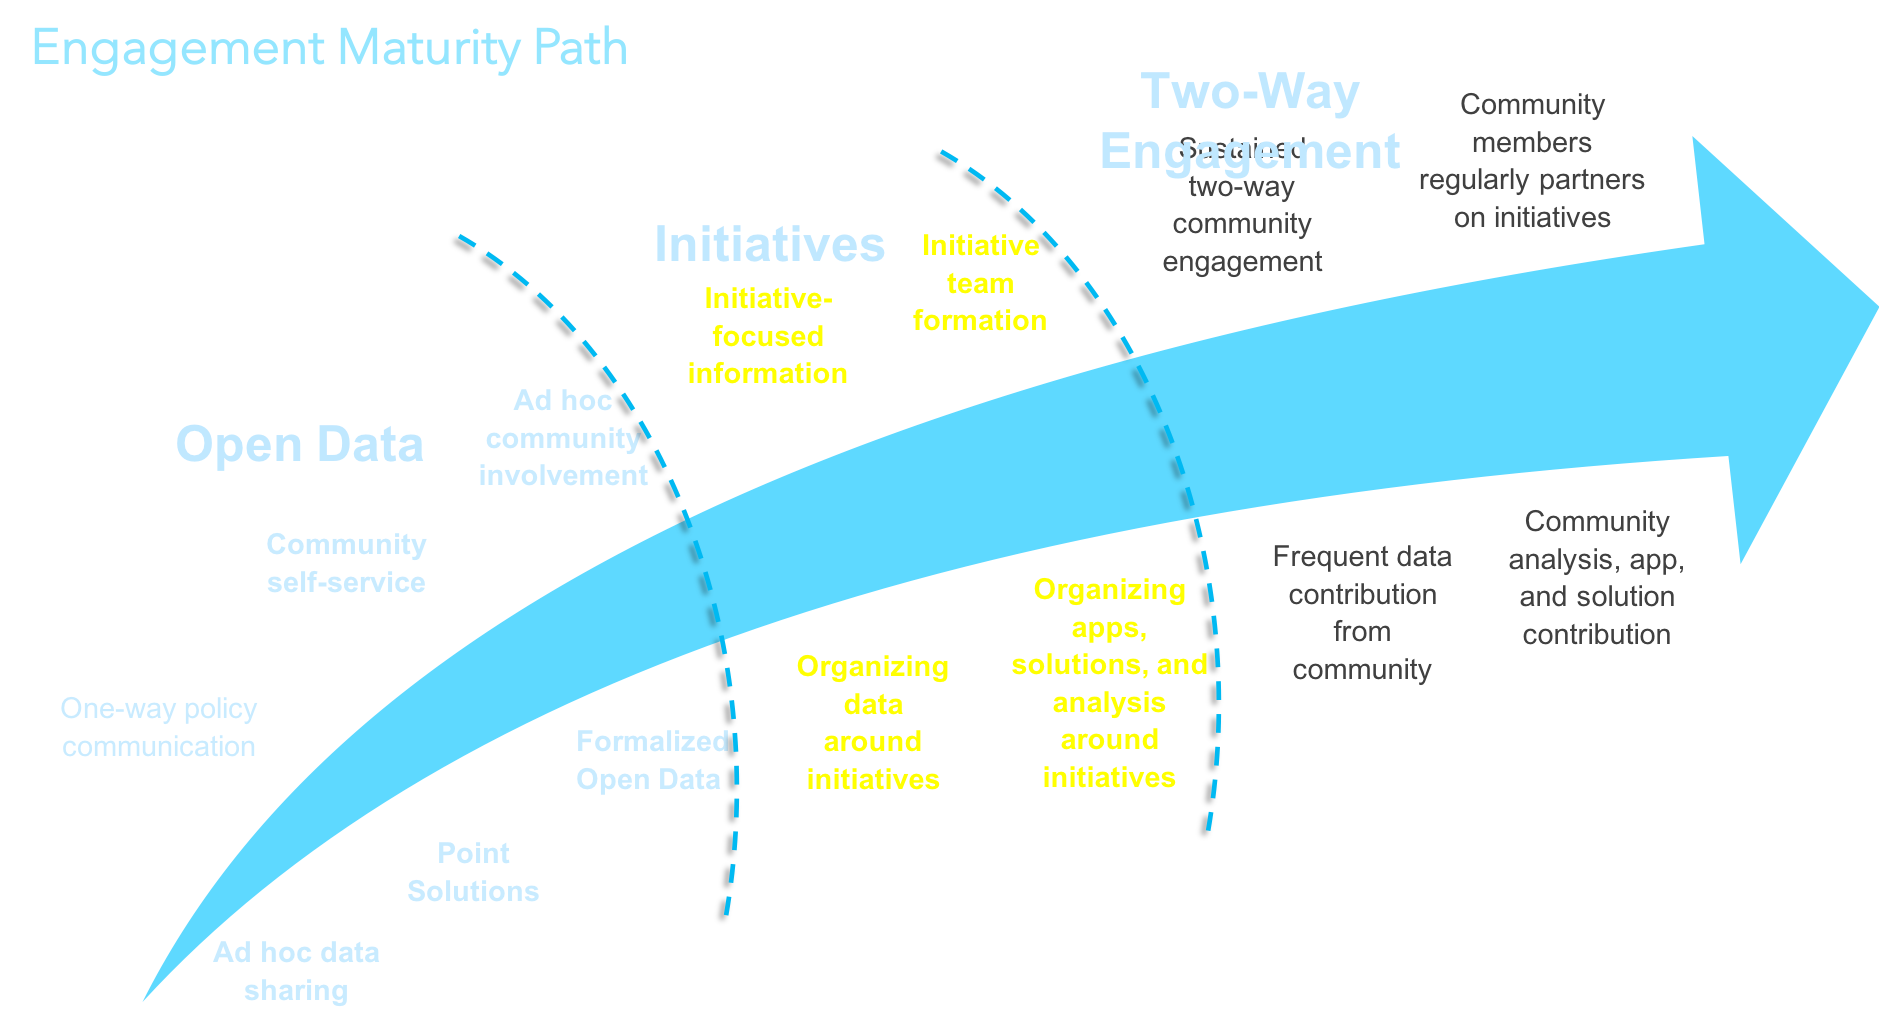 Engagement Maturity Path
Two-Way
Engagement
Sustained
two-way
community
engagement
Community
members
regularly partners
on initiatives
Initiatives
Initiative-
focused
information
Initiative
team
formation
Open Data
Ad hoc
community
involvement
Community
self-service
One-way policy
communication
Frequent data
contribution
from
community
Community
analysis, app,
and solution
contribution
Organizing
apps,
solutions, and
analysis
around
initiatives
Organizing
data
around
initiatives
Formalized
Open Data
Point
Solutions
Ad hoc data
sharing